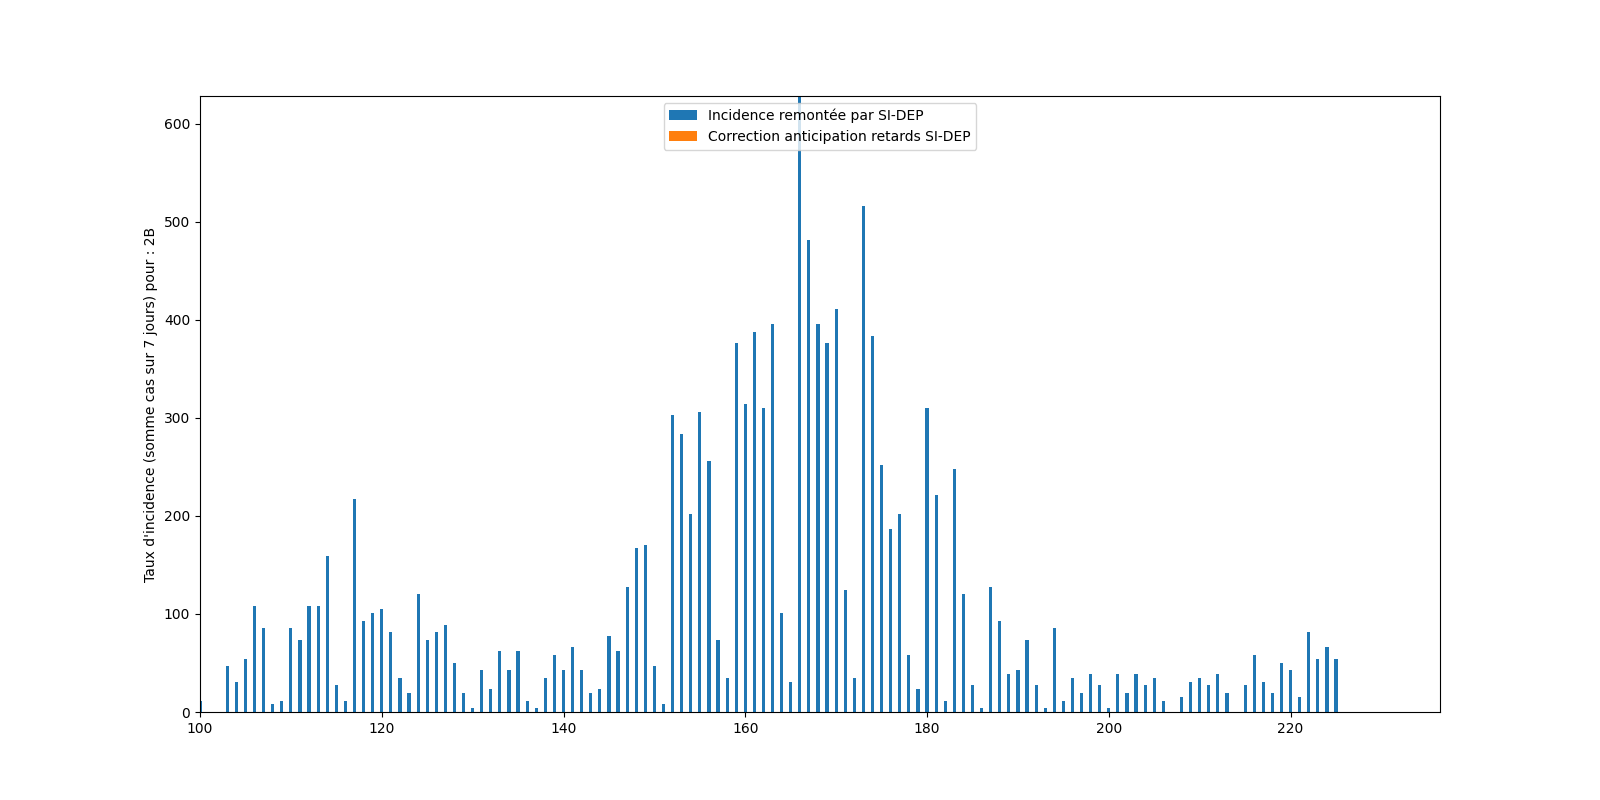 Incidence remontée par SI-DEP
Correction anticipation retards SI-DEP
Taux d'incidence (somme cas sur 7 jours) pour : 2B
600
500
400
300
200
100
0
100 120 140 160 180 200 220